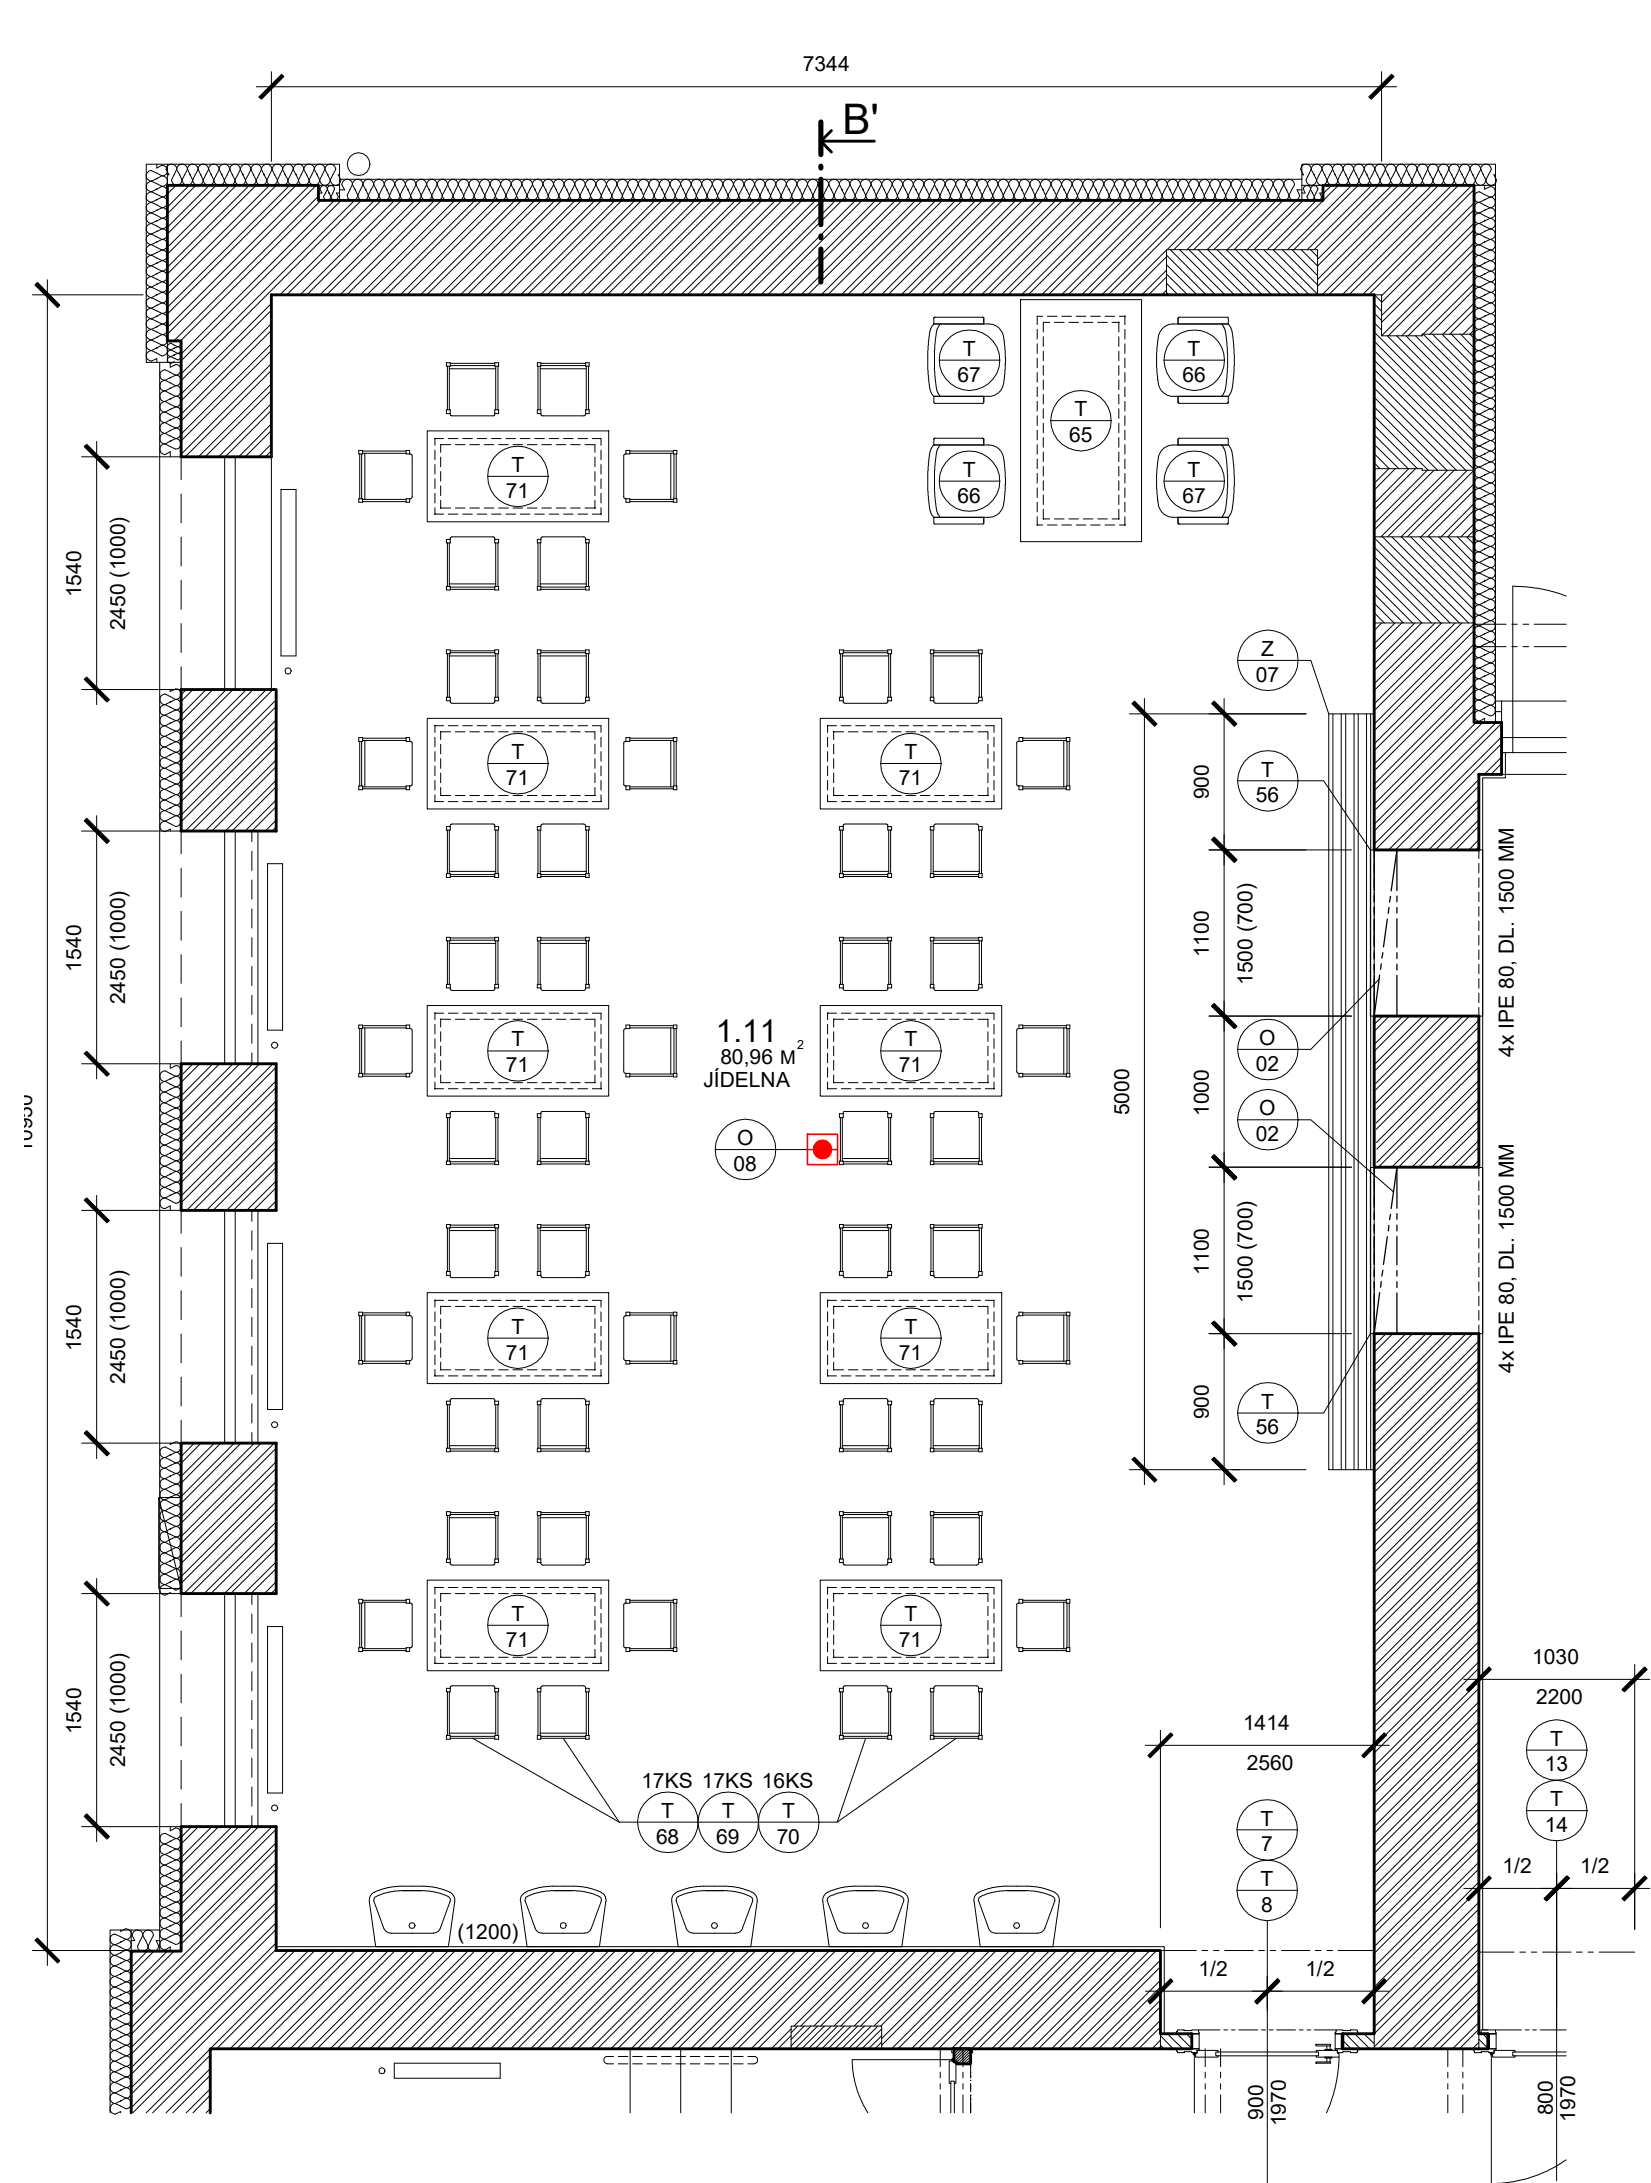 7344
B'
T
67
T
66
T
65
T
66
T
67
T
71
1540
2450 (1000)
Z
07
T
71
T
71
900
T
56
1540
2450 (1000)
1100
1500 (700)
4x IPE 80, DL. 1500 MM
T
71
1.11
80,96 M2
JÍDELNA
T
71
O
02
5000
1000
O
02
O
08
1540
2450 (1000)
T
71
T
71
1100
1500 (700)
4x IPE 80, DL. 1500 MM
900
T
56
1540
2450 (1000)
T
71
T
71
1030
2200
T
13
T
14
1/2
1/2
1414
2560
T
7
T
8
17KS 17KS 16KS
T
68
T
69
T
70
(1200)
1/2
1/2
900
1970
800
1970